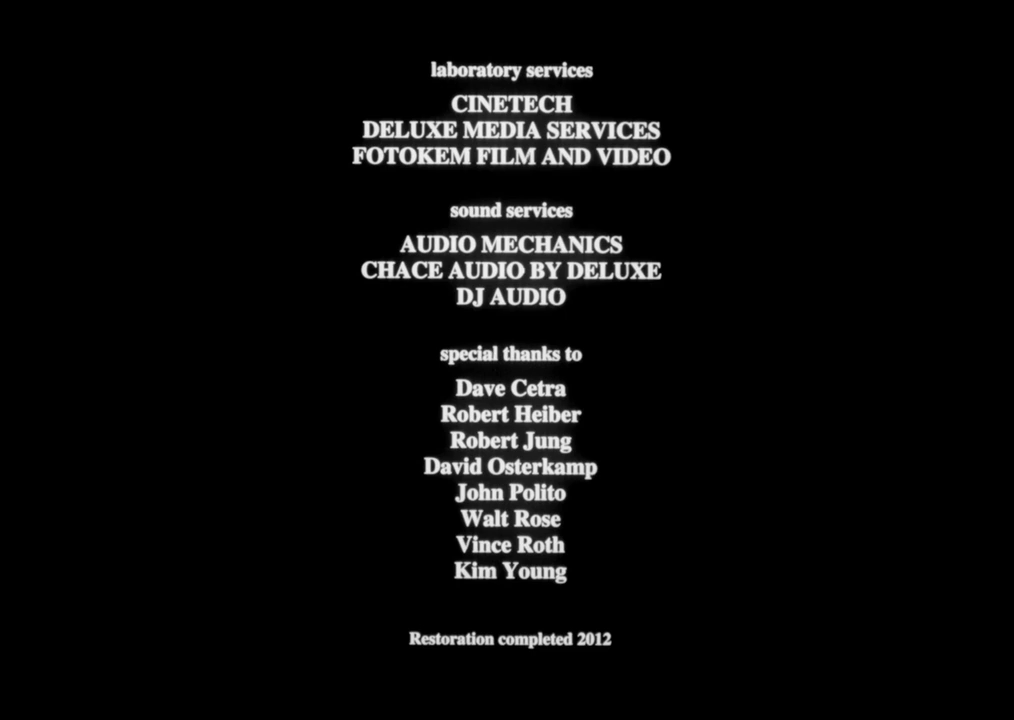 laboratory services
CINETECH
DELUXE MEDIA SERVICES
FOTOKEM FILM AND VIDEO
sound services
AUDIO MECHANICS
CHACE AUDIO BY DELUXE
DJ AUDIO
special thanks to
Dave Cetra
Robert Heiber
Robert Jung
David Osterkamp
John Polito
Walt Rose
Vince Roth
Kim Young
Restoration completed 2012